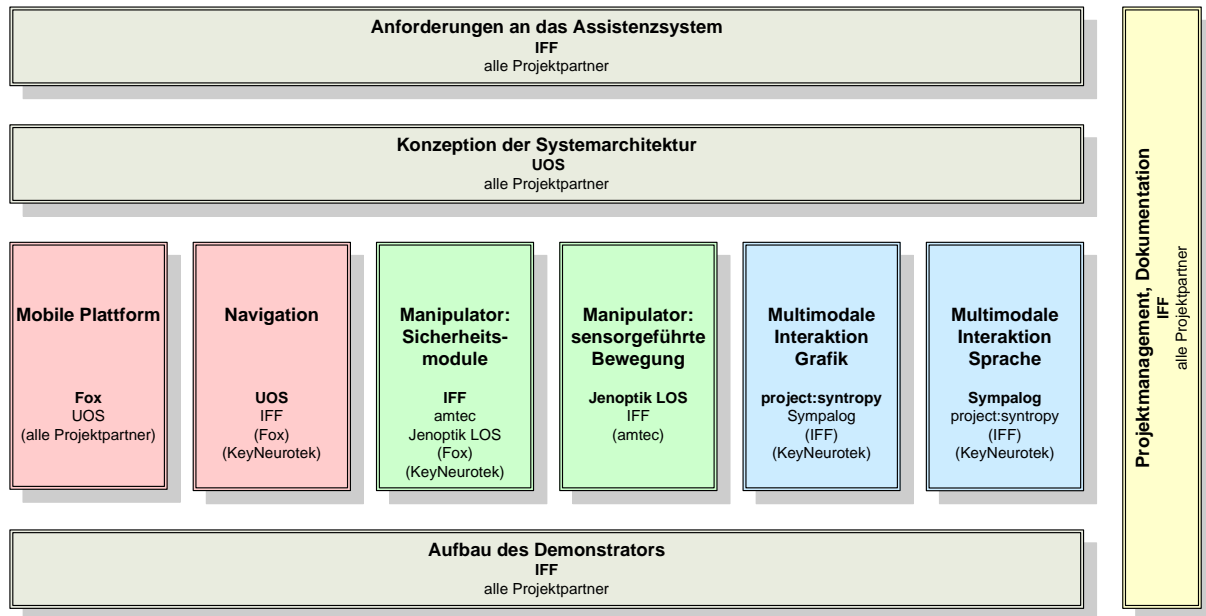 Anforderungen an das Assistenzsystem
IFF
alle Projektpartner
Konzeption der Systemarchitektur
UOS
alle Projektpartner
Mobile Plattform
Fox
UOS
(alle Projektpartner)
Navigation
UOS
IFF
(Fox)
(KeyNeurotek)
Manipulator:
Sicherheits-
module
IFF
amtec
Jenoptik LOS
(Fox)
(KeyNeurotek)
Manipulator:
sensorgeführte
Bewegung
Jenoptik LOS
IFF
(amtec)
Multimodale
Interaktion
Grafik
project:syntropy
Sympalog
(IFF)
(KeyNeurotek)
Multimodale
Interaktion
Sprache
Sympalog
project:syntropy
(IFF)
(KeyNeurotek)
Aufbau des Demonstrators
IFF
alle Projektpartner
Projektmanagement, Dokumentation
IFF
alle Projektpartner